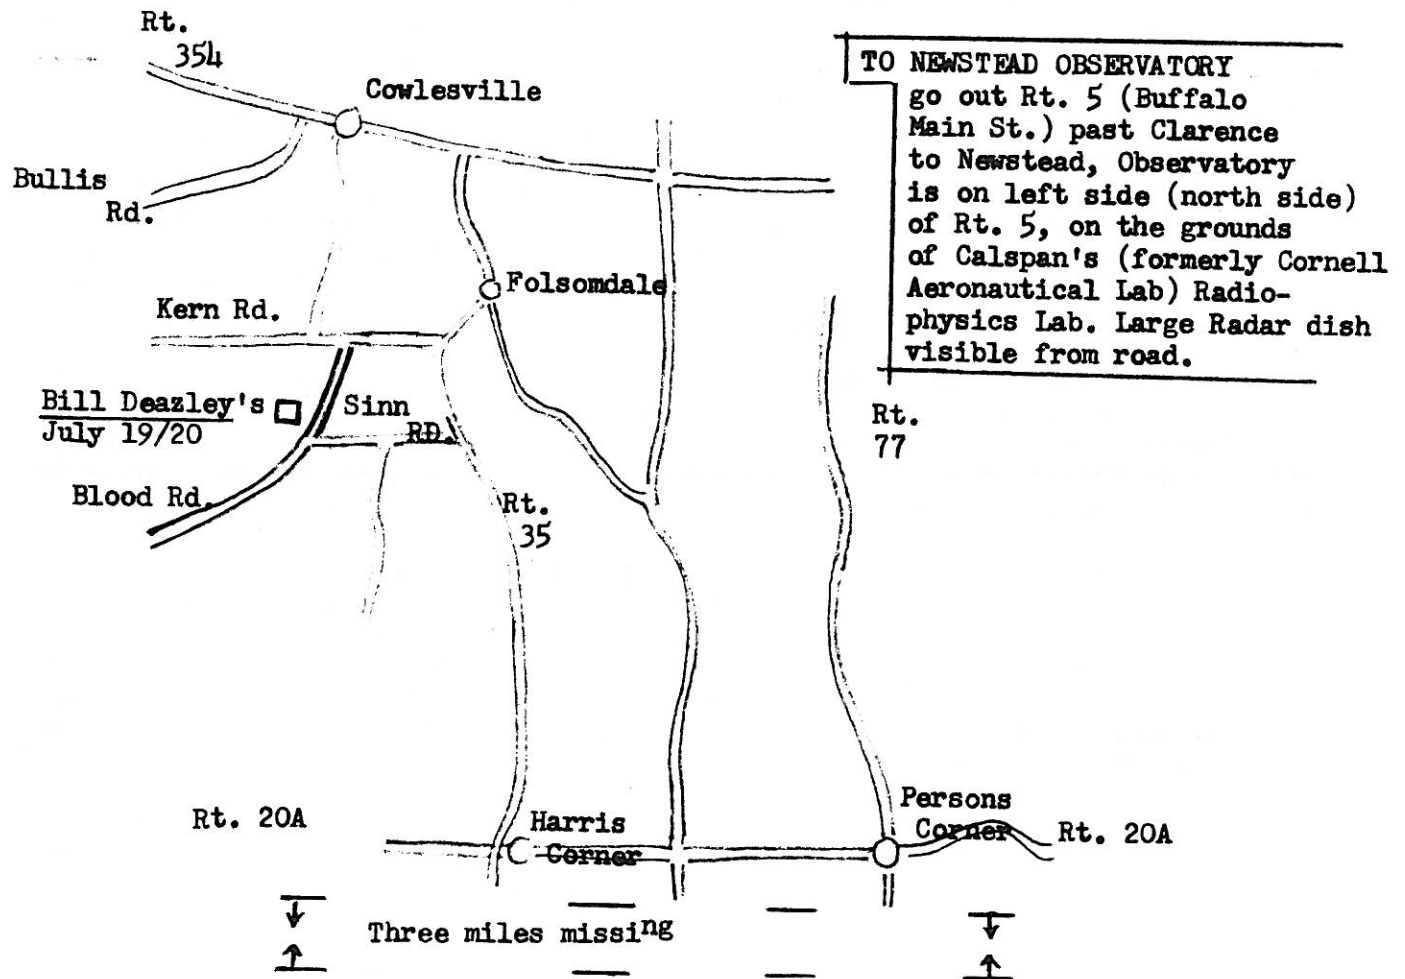 Rt.
354
Cowlesville
Bullis
Rd.
TO NEWSTEAD OBSERVATORY
go out Rt. 5 (Buffalo
Main St.) past Clarence
to Newstead, Observatory
is on left side (north side)
of Rt. 5, on the grounds
of Calspan's (formerly Cornell
Aeronautical Lab) Radio-
physics Lab. Large Radar dish
visible from road.
Folsomdale
Kern Rd.
Bill Deazley's
July 19/20
Sinn
RD.
Rt.
77
Blood Rd.
Rt.
35
Rt. 20A
Harris
Corner
Persons
Corner
Rt. 20A
Three miles missing